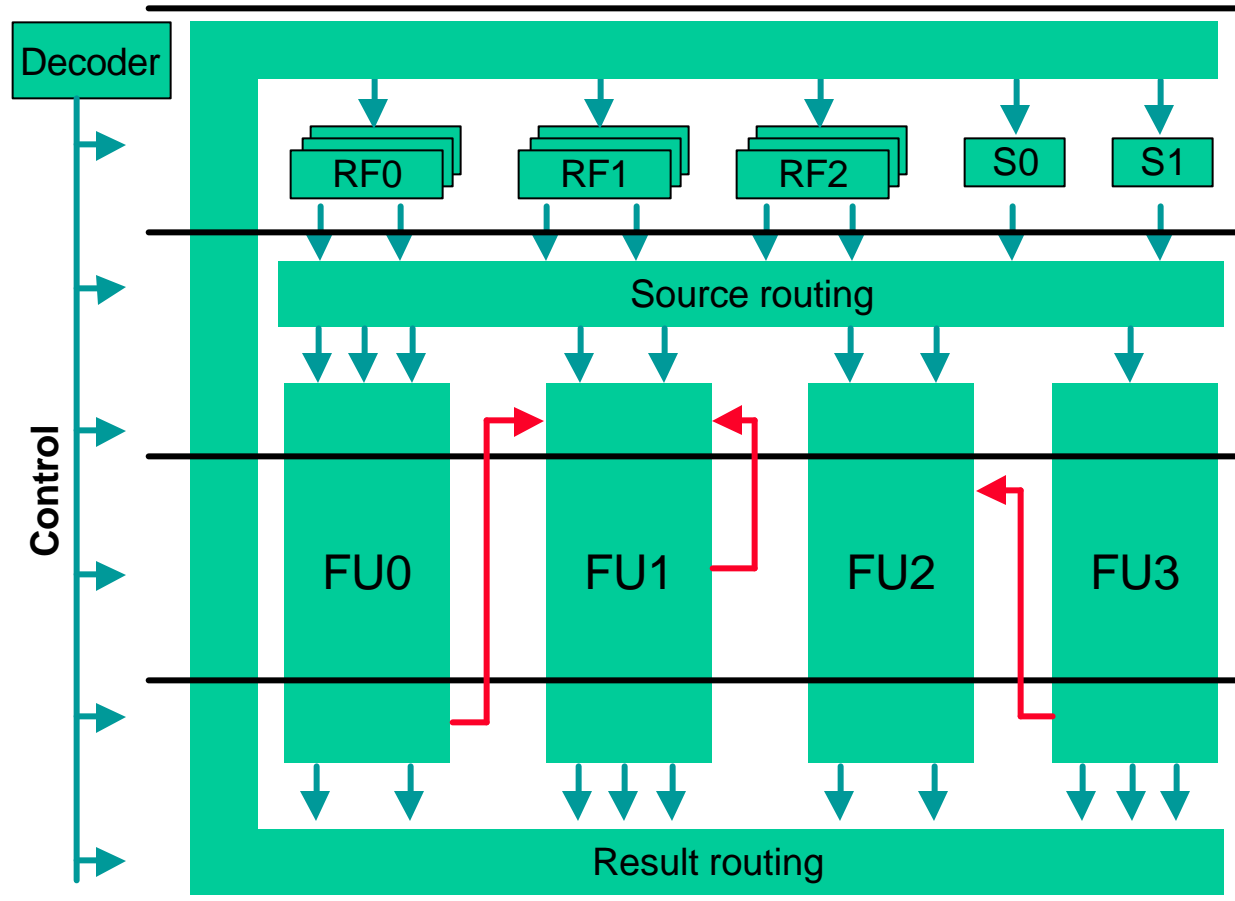 Decoder
RF0
RF1
RF2
S0
S1
Source routing
Control
FU0
FU1
FU2
FU3
Result routing